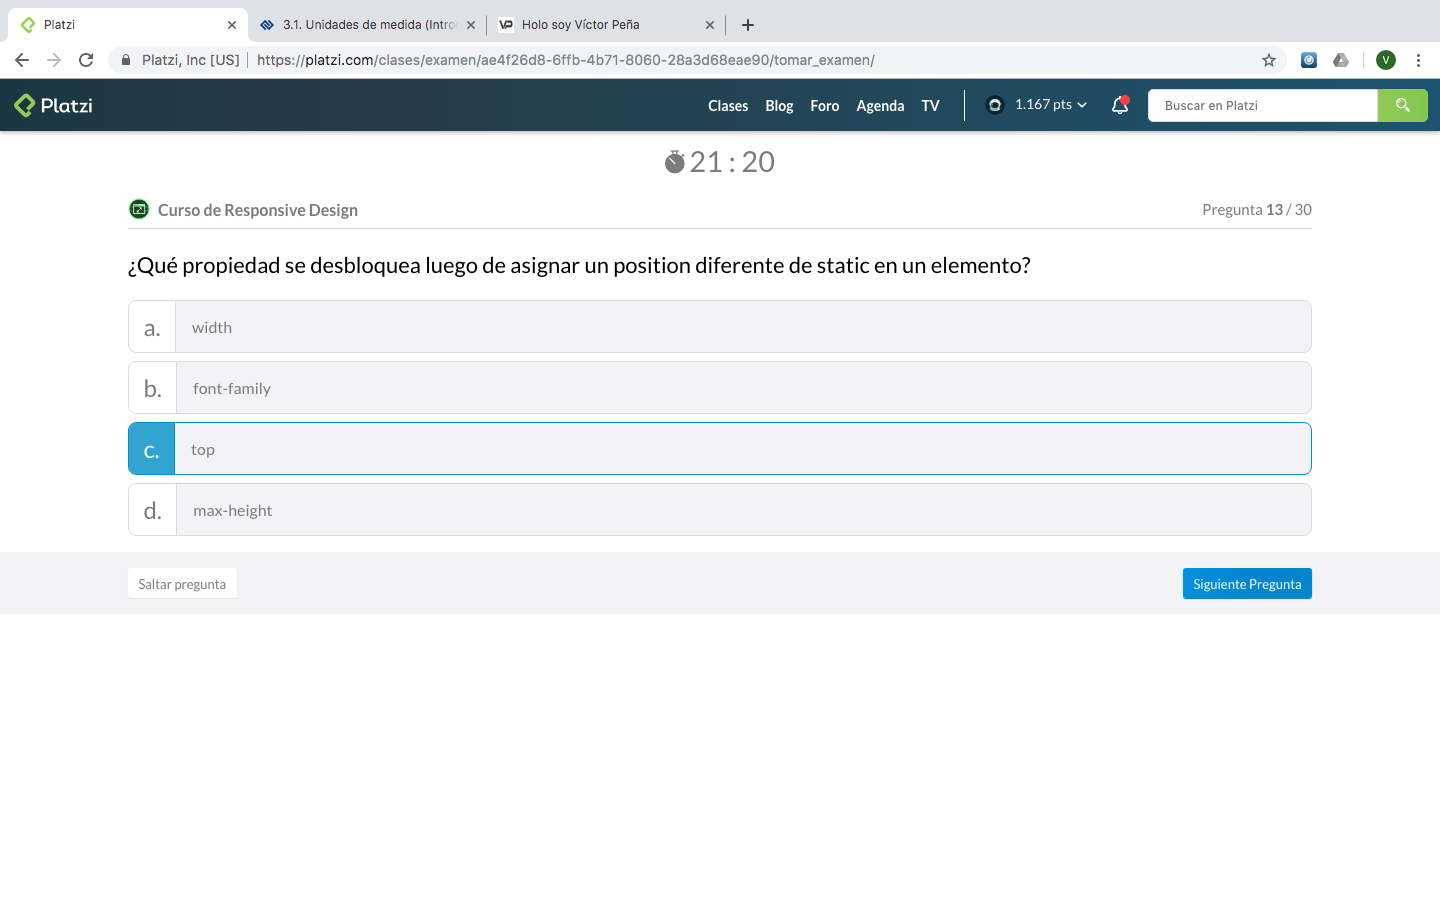 Platzi
3.1. Unidades de medida (Intro
Holo soy Víctor Peña
Platzi, Inc [US]
https://platzi.com/clases/examen/ae4f26d8-6ffb-4b71-8060-28a3d68eae90/tomar_examen/
V
Platzi
Clases
Blog
Foro
Agenda
TV
1.167 pts
Buscar en Platzi
21 : 20
Curso de Responsive Design
Pregunta 13 / 30
¿Qué propiedad se desbloquea luego de asignar un position diferente de static en un elemento?
a. width
b. font-family
c. top
d. max-height
Saltar pregunta
Siguiente Pregunta